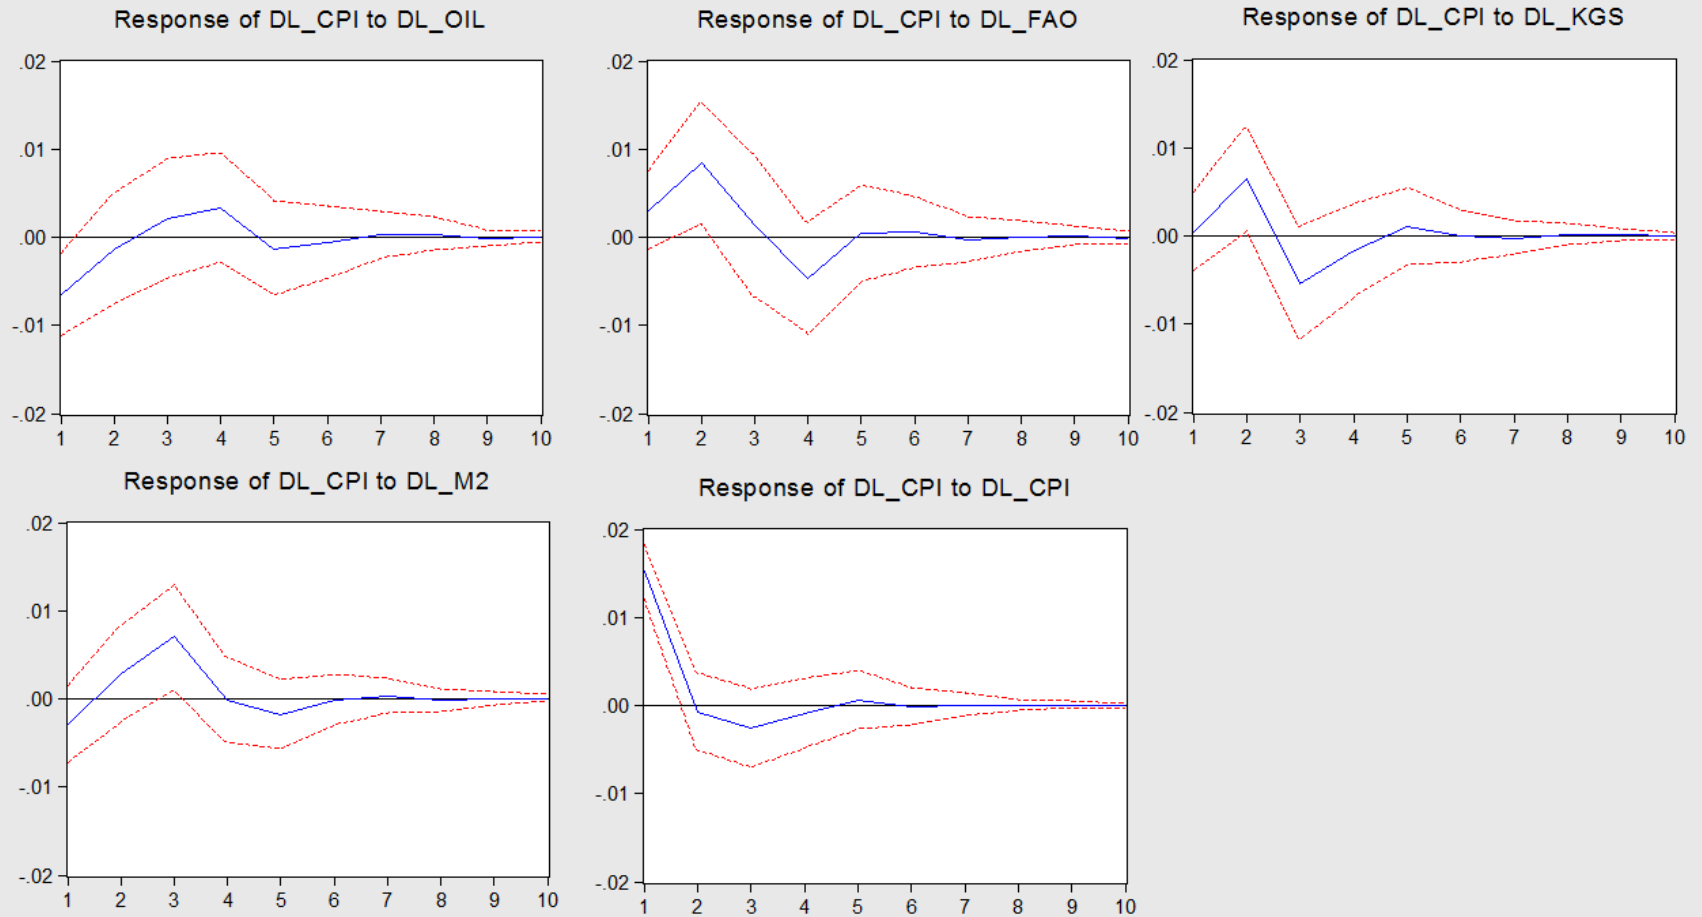 Response of DL_CPI to DL_OIL
.02
.01
.00
-.01
-.02
1 2 3 4 5 6 7 8 9 10
Response of DL_CPI to DL_FAO
.02
.01
.00
-.01
-.02
1 2 3 4 5 6 7 8 9 10
Response of DL_CPI to DL_KGS
.02
.01
.00
-.01
-.02
1 2 3 4 5 6 7 8 9 10
Response of DL_CPI to DL_M2
.02
.01
.00
-.01
-.02
1 2 3 4 5 6 7 8 9 10
Response of DL_CPI to DL_CPI
.02
.01
.00
-.01
-.02
1 2 3 4 5 6 7 8 9 10